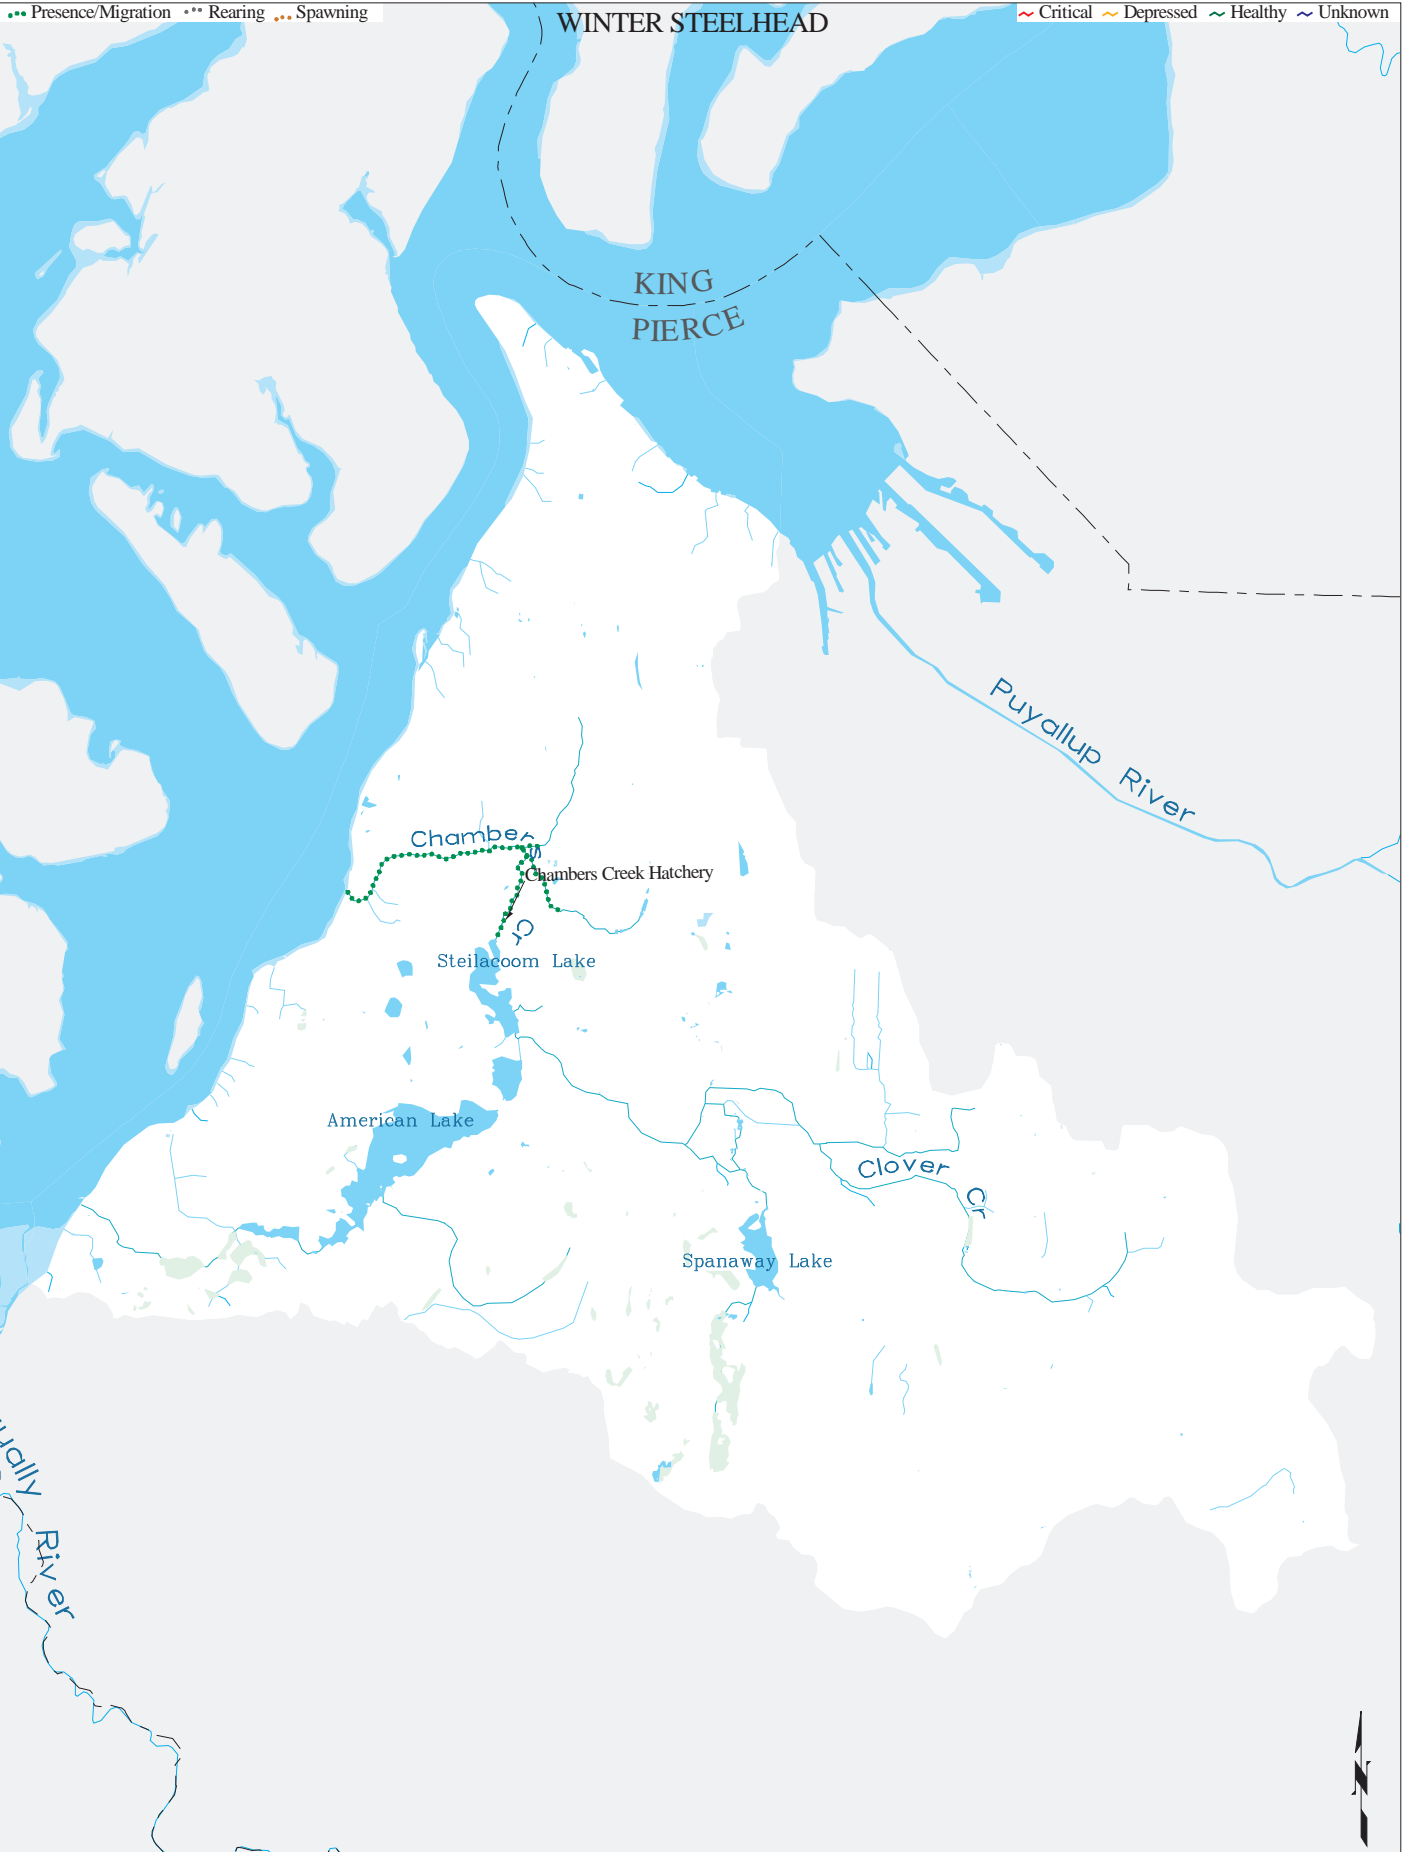 Presence/Migration Rearing Spawning
WINTER STEELHEAD
Critical Depressed Healthy Unknown
KING
PIERCE
Puyallup River
Chambers Cr
Chambers Creek Hatchery
Steilacoom Lake
American Lake
Clover Cr
Spanaway Lake
ually River
N